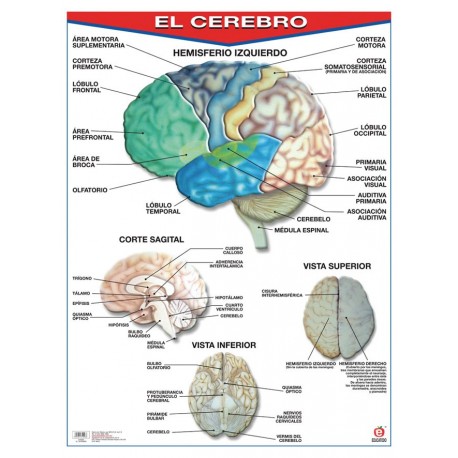 EL CEREBRO
HEMISFERIO IZQUIERDO
ÁREA MOTORA
SUPLEMENTARIA
CORTEZA
PREMOTORA
LÓBULO
FRONTAL
ÁREA
PREFRONTAL
ÁREA DE
BROCA
OLFATORIO
LÓBULO
TEMPORAL
CORTEZA
MOTORA
CORTEZA
SOMATOSENSORIAL
(PRIMARIA Y DE ASOCIACIÓN)
LÓBULO
PARIETAL
LÓBULO
OCCIPITAL
PRIMARIA
VISUAL
ASOCIACIÓN
VISUAL
AUDITIVA
PRIMARIA
ASOCIACIÓN
AUDITIVA
CEREBELO
MÉDULA ESPINAL
CORTE SAGITAL
CUERPO
CALLOSO
ADHERENCIA
INTERTALÁMICA
TRÍGONO
TÁLAMO
EPÍFISIS
QUIASMA
ÓPTICO
HIPÓFISIS
BULBO
RAQUÍDEO
MÉDULA
ESPINAL
HIPOTÁLAMO
CUARTO
VENTRÍCULO
CEREBELO
VISTA SUPERIOR
CISURA
INTERHEMISFÉRICA
HEMISFERIO IZQUIERDO
HEMISFERIO DERECHO
VISTA INFERIOR
BULBO
OLFATORIO
PROTUBERANCIA
Y PEDÚNCULO
CEREBRAL
PIRÁMIDE
BULBAR
CEREBELO
QUIASMA
ÓPTICO
NERVIOS
RAQUÍDEOS
CERVICALES
VERMIS DEL
CEREBELO